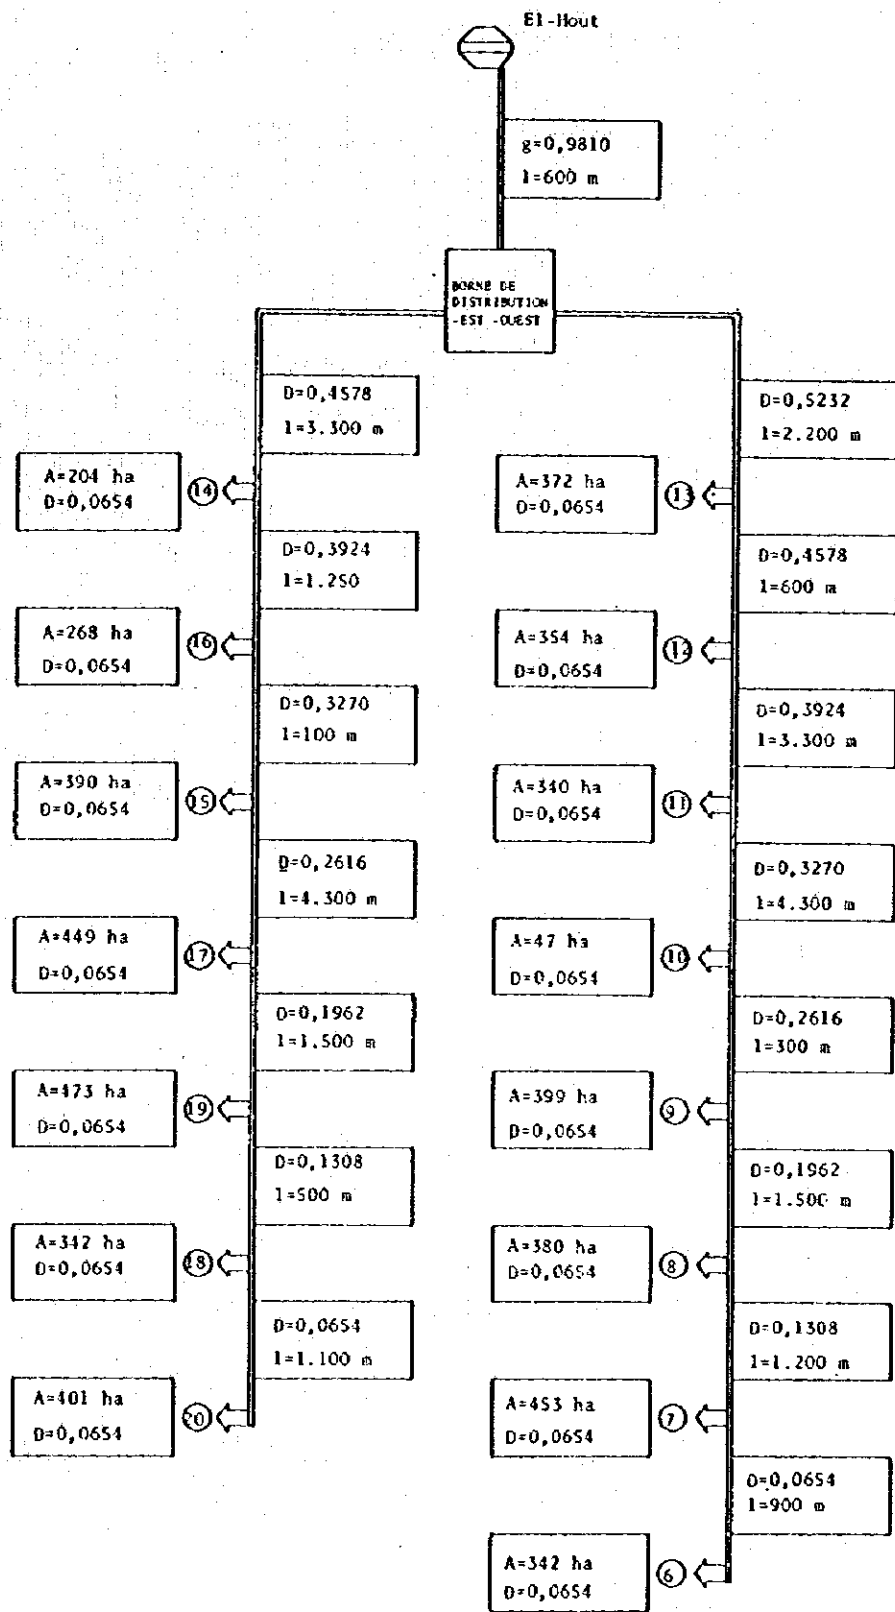 El-Hout
g=0,9810
l=600 m
BORNE DE
DISTRIBUTION
-EST -OUEST
D=0,4578
l=3.300 m
A=204 ha
D=0,0654
14
D=0,3924
l=1.250
A=268 ha
D=0,0654
16
D=0,3270
l=100 m
A=390 ha
D=0,0654
15
D=0,2616
l=4.300 m
A=449 ha
D=0,0654
17
D=0,1962
l=1.500 m
A=473 ha
D=0,0654
19
D=0,1308
l=500 m
A=342 ha
D=0,0654
18
D=0,0654
l=1.100 m
A=401 ha
D=0,0654
20
D=0,5232
l=2.200 m
A=372 ha
D=0,0654
13
D=0,4578
l=600 m
A=354 ha
D=0,0654
12
D=0,3924
l=3.300 m
A=340 ha
D=0,0654
11
D=0,3270
l=4.300 m
A=47 ha
D=0,0654
10
D=0,2616
l=300 m
A=399 ha
D=0,0654
9
D=0,1962
l=1.500 m
A=380 ha
D=0,0654
8
D=0,1308
l=1.200 m
A=453 ha
D=0,0654
7
D=0,0654
l=900 m
A=342 ha
D=0,0654
6